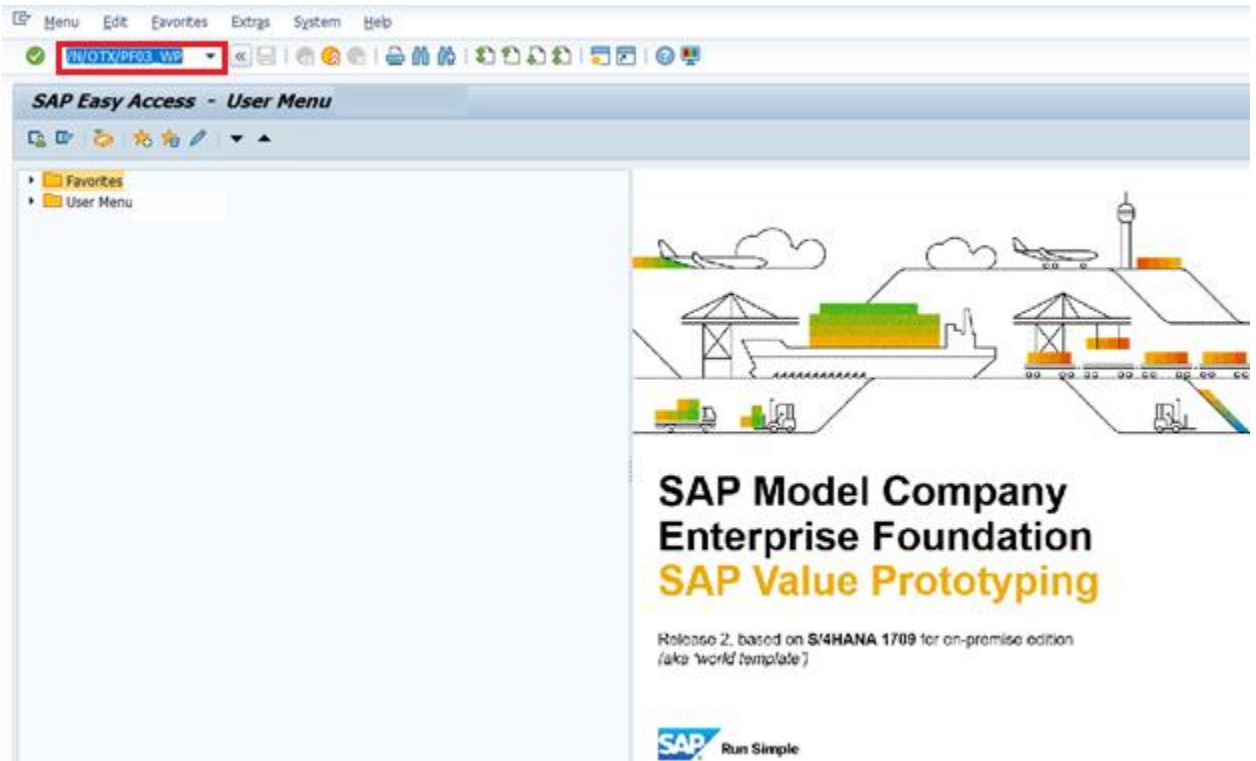 Menu Edit Favorites Extras System Help
/N/OTX/PF03_WP
SAP Easy Access - User Menu
Favorites
User Menu
SAP Model Company
Enterprise Foundation
SAP Value Prototyping
Release 2, based on S/4HANA 1709 for on-premise edition
(aka 'world template')
SAP Run Simple